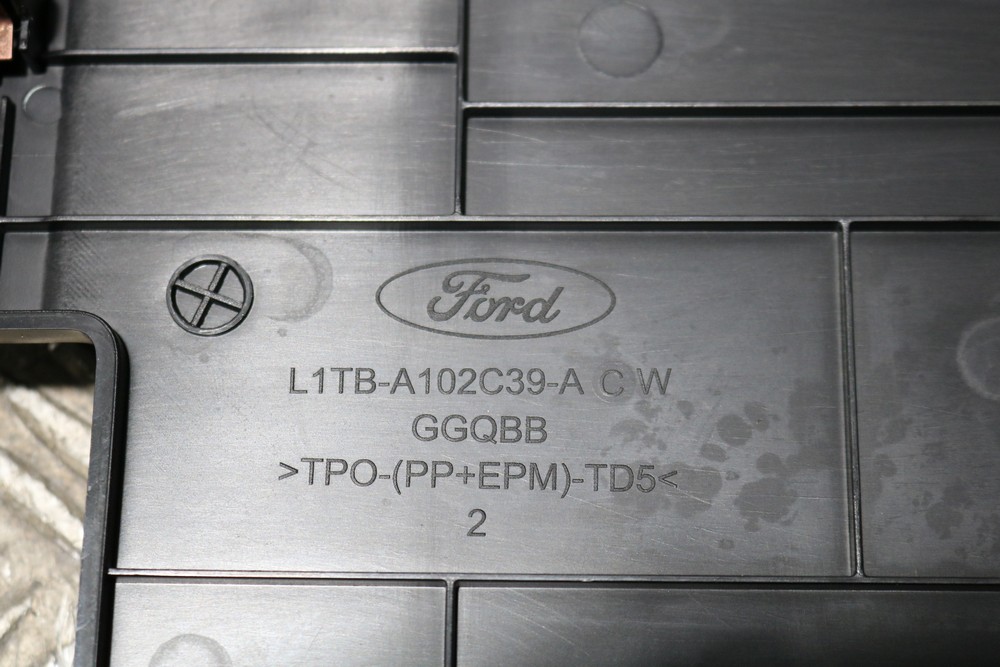 Ford
L1TB-A102C39-A C W
GGQBB
>TPO-(PP+EPM)-TD5<
2